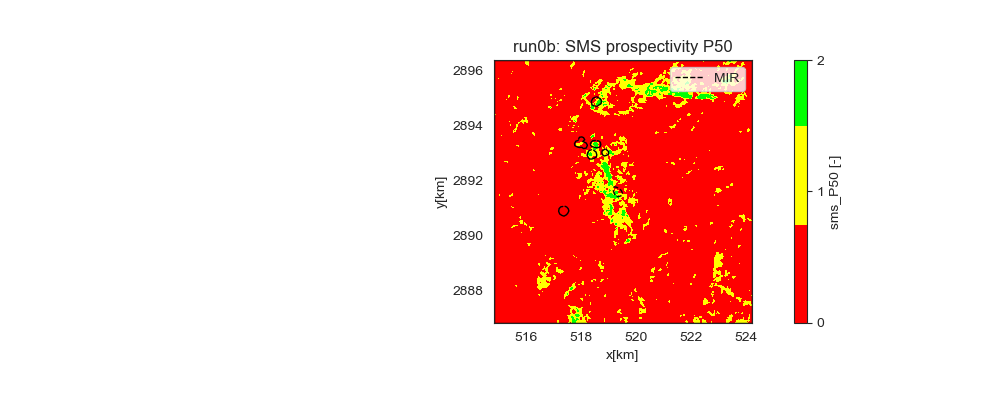 run0b: SMS prospectivity P50
MIR
2896
2894
2892
2890
2888
y[km]
516 518 520 522 524
x[km]
2
1
0
sms_P50 [-]